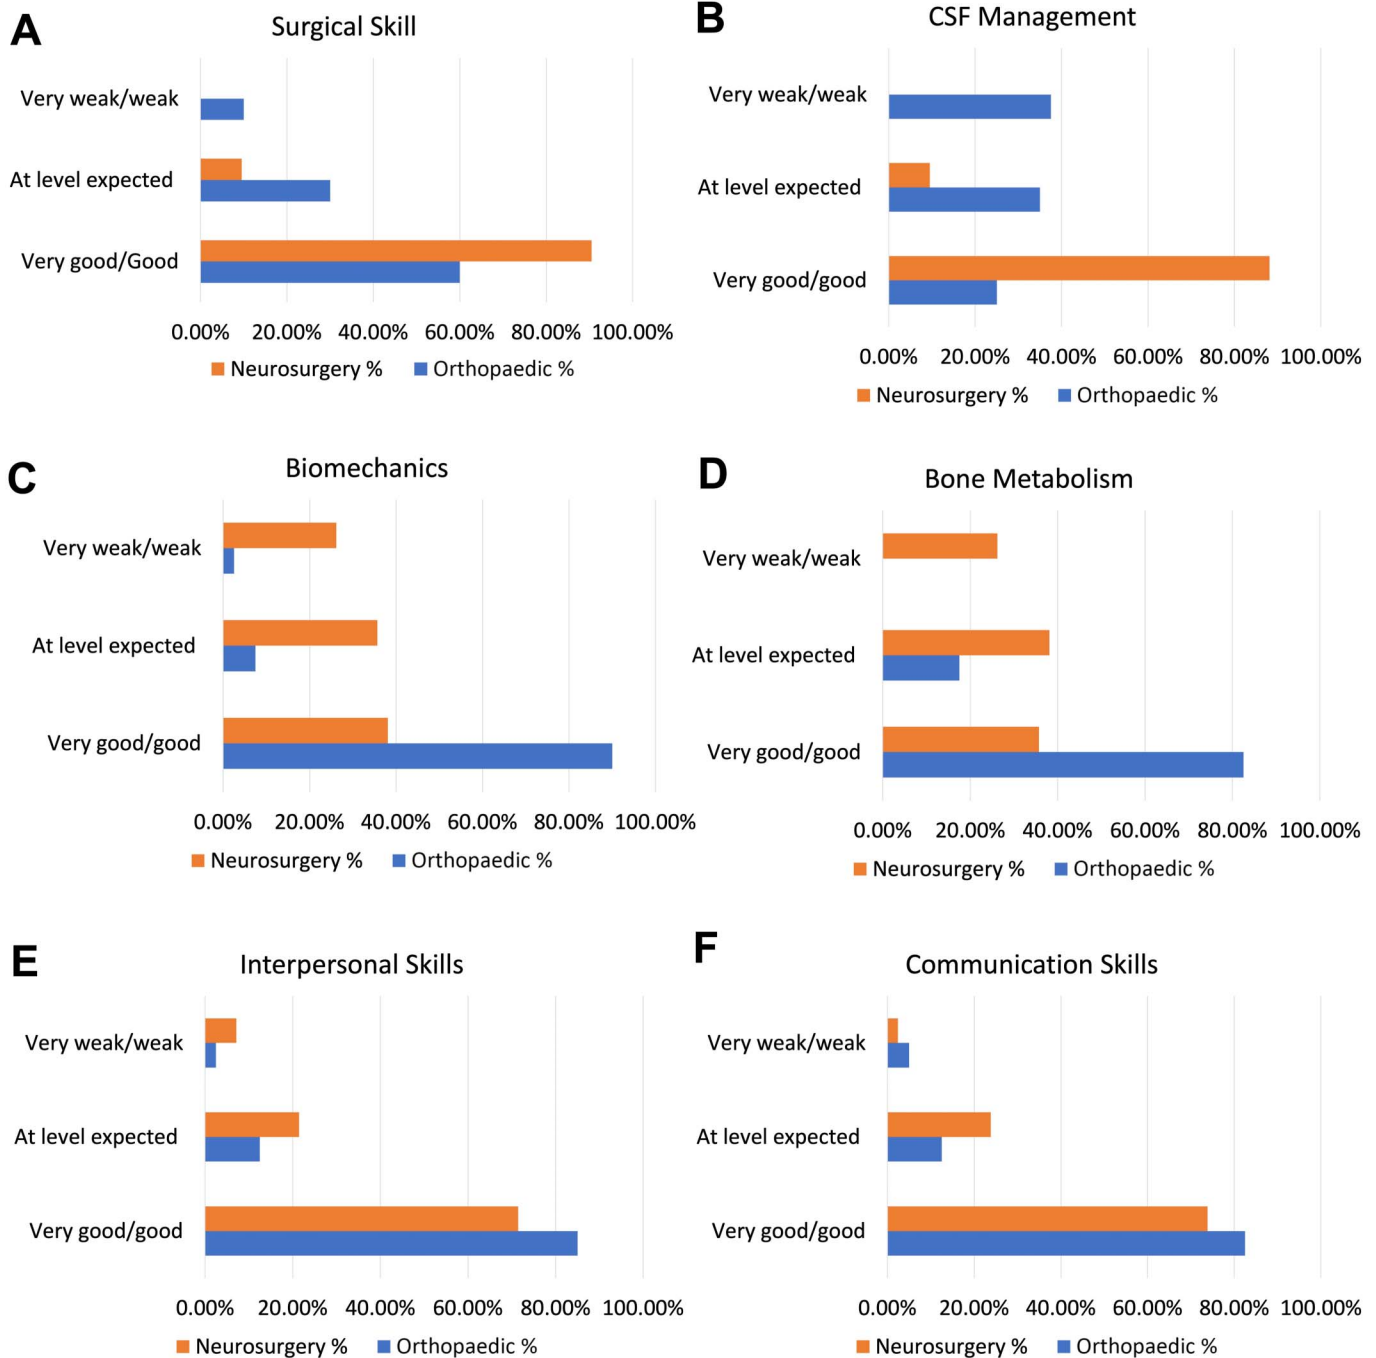 A
Surgical Skill
Very weak/weak
At level expected
Very good/Good
0.00% 20.00% 40.00% 60.00% 80.00% 100.00%
Neurosurgery % Orthopaedic %
B
CSF Management
Very weak/weak
At level expected
Very good/good
0.00% 20.00% 40.00% 60.00% 80.00% 100.00%
Neurosurgery % Orthopaedic %
C
Biomechanics
Very weak/weak
At level expected
Very good/good
0.00% 20.00% 40.00% 60.00% 80.00% 100.00%
Neurosurgery % Orthopaedic %
D
Bone Metabolism
Very weak/weak
At level expected
Very good/good
0.00% 20.00% 40.00% 60.00% 80.00% 100.00%
Neurosurgery % Orthopaedic %
E
Interpersonal Skills
Very weak/weak
At level expected
Very good/good
0.00% 20.00% 40.00% 60.00% 80.00% 100.00%
Neurosurgery % Orthopaedic %
F
Communication Skills
Very weak/weak
At level expected
Very good/good
0.00% 20.00% 40.00% 60.00% 80.00% 100.00%
Neurosurgery % Orthopaedic %